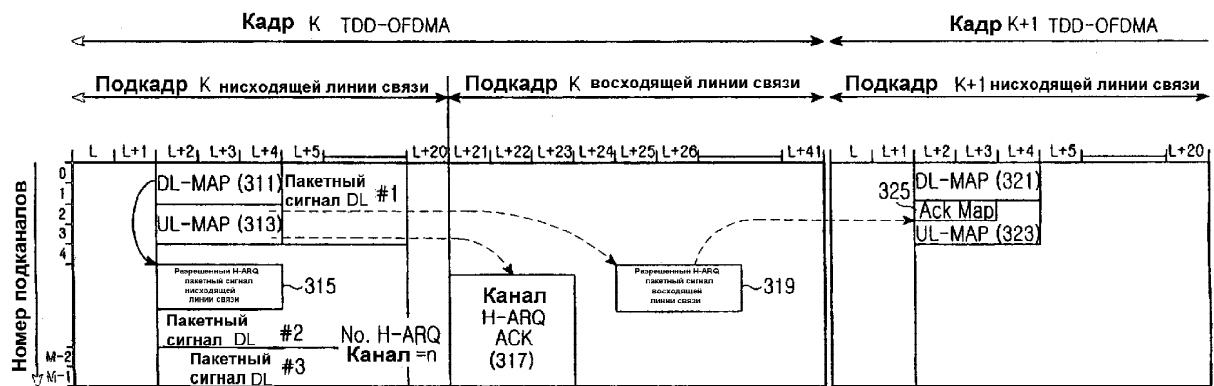 Кадр K TDD-OFDMA
Кадр K+1 TDD-OFDMA
Подкадр K нисходящей линии связи
Подкадр K восходящей линии связи
Подкадр K+1 нисходящей линии связи
L L+1 L+2 L+3 L+4 L+5 L+20 L+21 L+22 L+23 L+24 L+25 L+26 L+41
L L+1 L+2 L+3 L+4 L+5 L+20
Номер подканалов
0
1
2
3
4
M-2
M-1
DL-MAP (311)
UL-MAP (313)
Пакетный
сигнал DL #1
Разрешенный H-ARQ
пакетный сигнал
нисходящей
линии связи
315
Пакетный
сигнал DL #2
Пакетный
сигнал DL #3
No. H-ARQ
Канал =n
Канал
H-ARQ
ACK
(317)
Разрешенный H-ARQ
пакетный сигнал
восходящей
линии связи
319
325
DL-MAP (321)
Ack Map
UL-MAP (323)